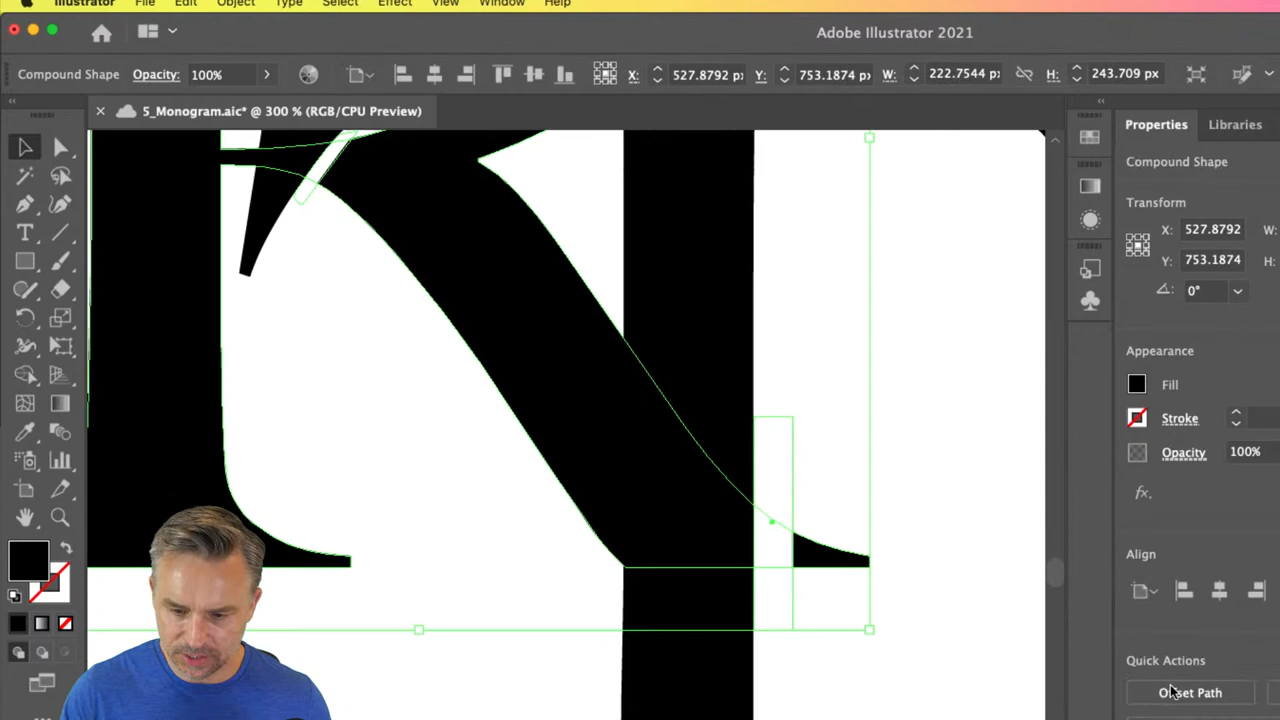 Illustrator File Edit Object Type Select Effect View Window Help
Adobe Illustrator 2021
Compound Shape Opacity: 100% X: 527.8792 p Y: 753.1874 p W: 222.7544 p H: 243.709 px
5_Monogram.aic* @ 300 % (RGB/CPU Preview)
Properties Libraries
Compound Shape
Transform
X: 527.8792 W:
Y: 753.1874 H:
0°
Appearance
Fill
Stroke
Opacity 100%
fx.
Align
Quick Actions
Offset Path